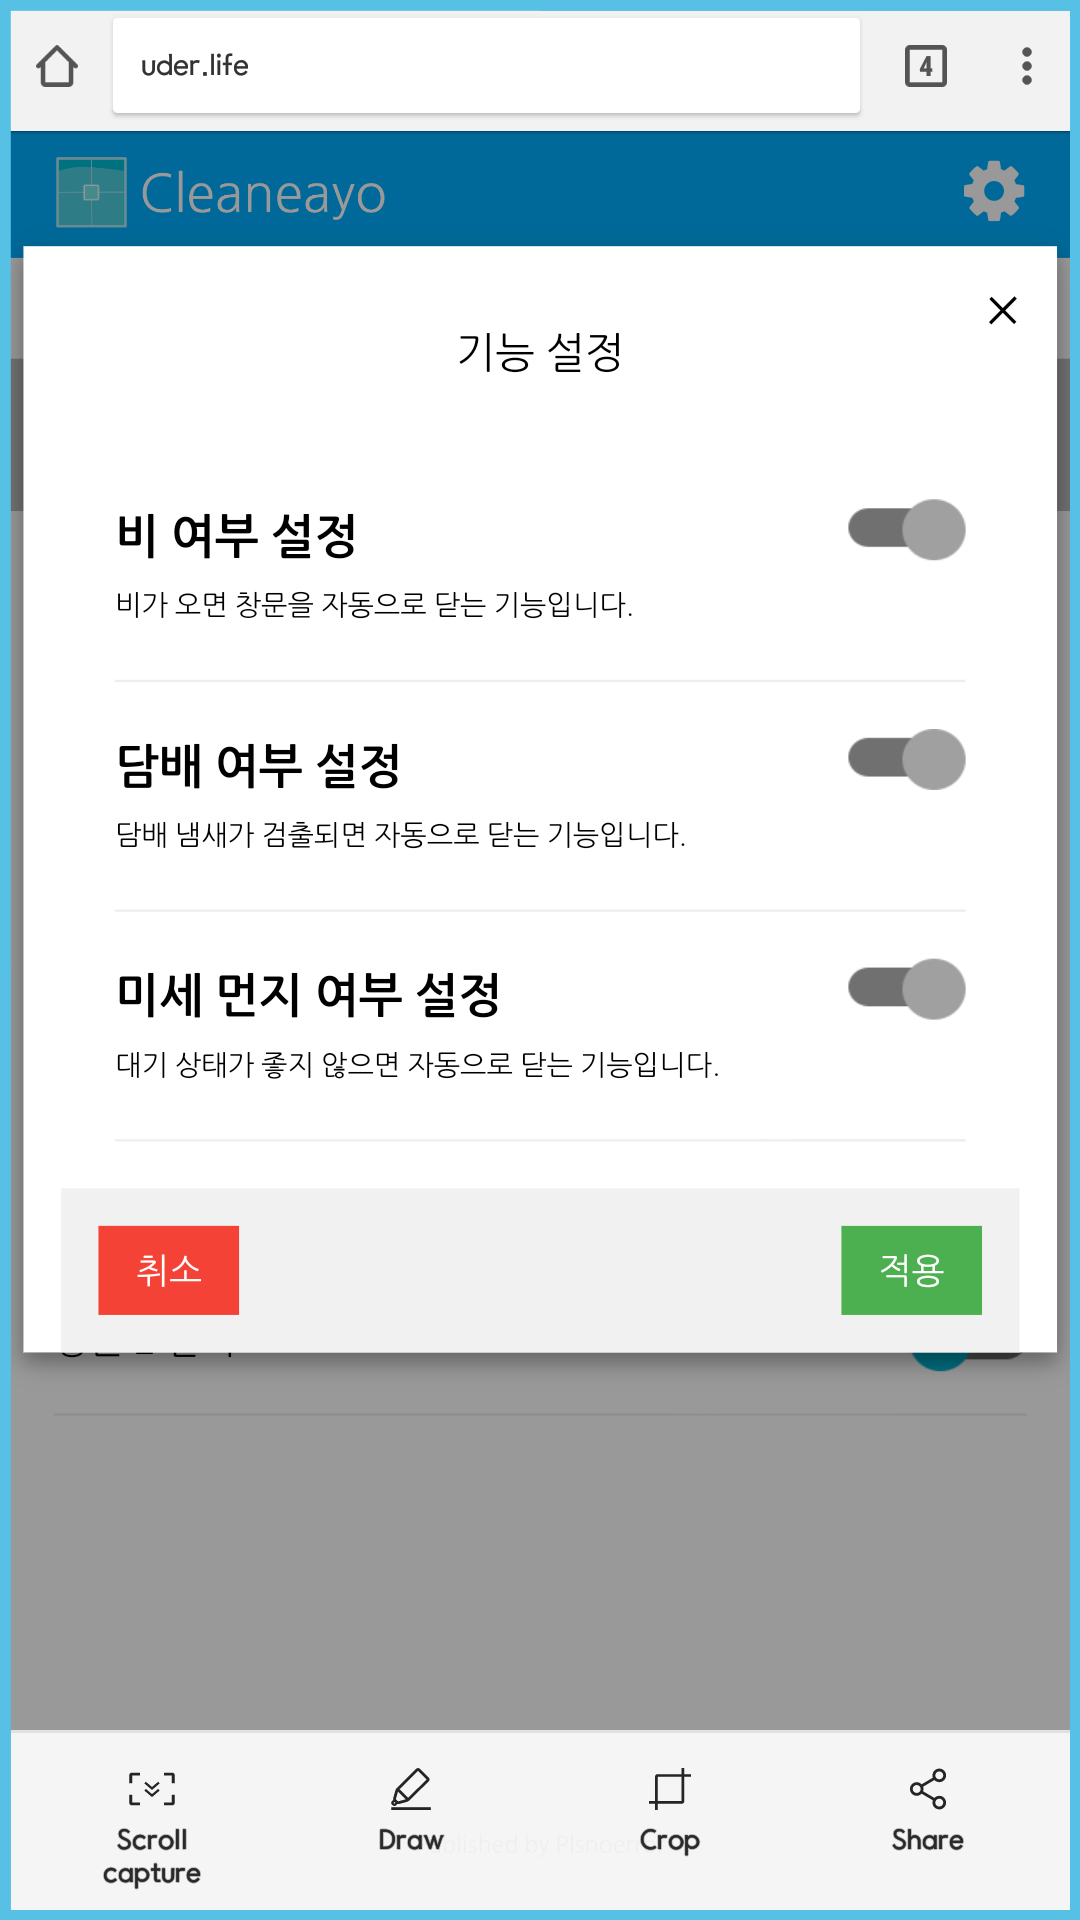 uder.life
4
Cleaneayo
기능 설정
비 여부 설정
비가 오면 창문을 자동으로 닫는 기능입니다.
담배 여부 설정
담배 냄새가 검출되면 자동으로 닫는 기능입니다.
미세 먼지 여부 설정
대기 상태가 좋지 않으면 자동으로 닫는 기능입니다.
취소
적용
Scroll capture
Draw
Crop
Share